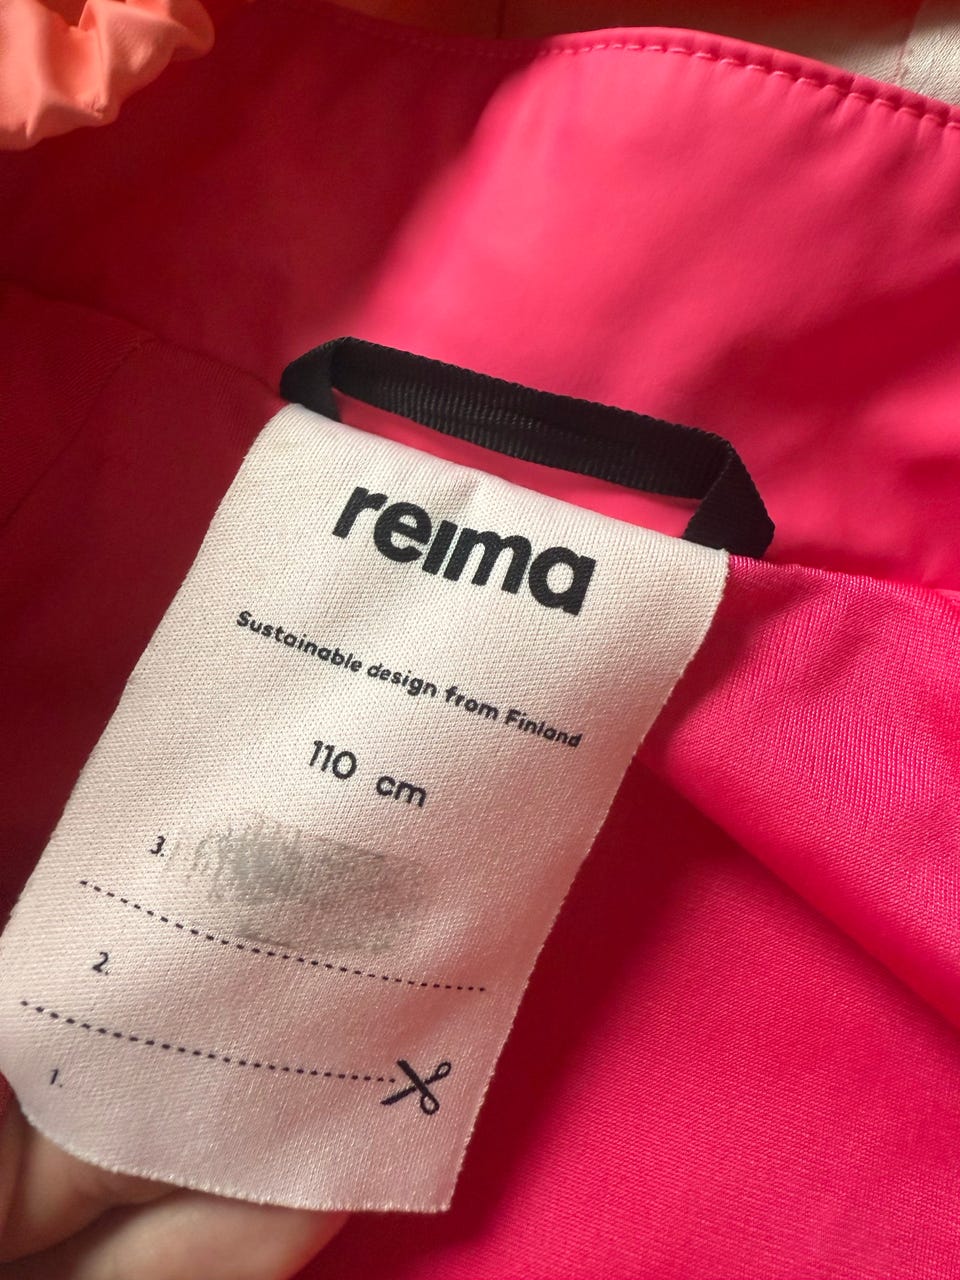 reima
Sustainable design from Finland
110 cm
3.
2.
1.